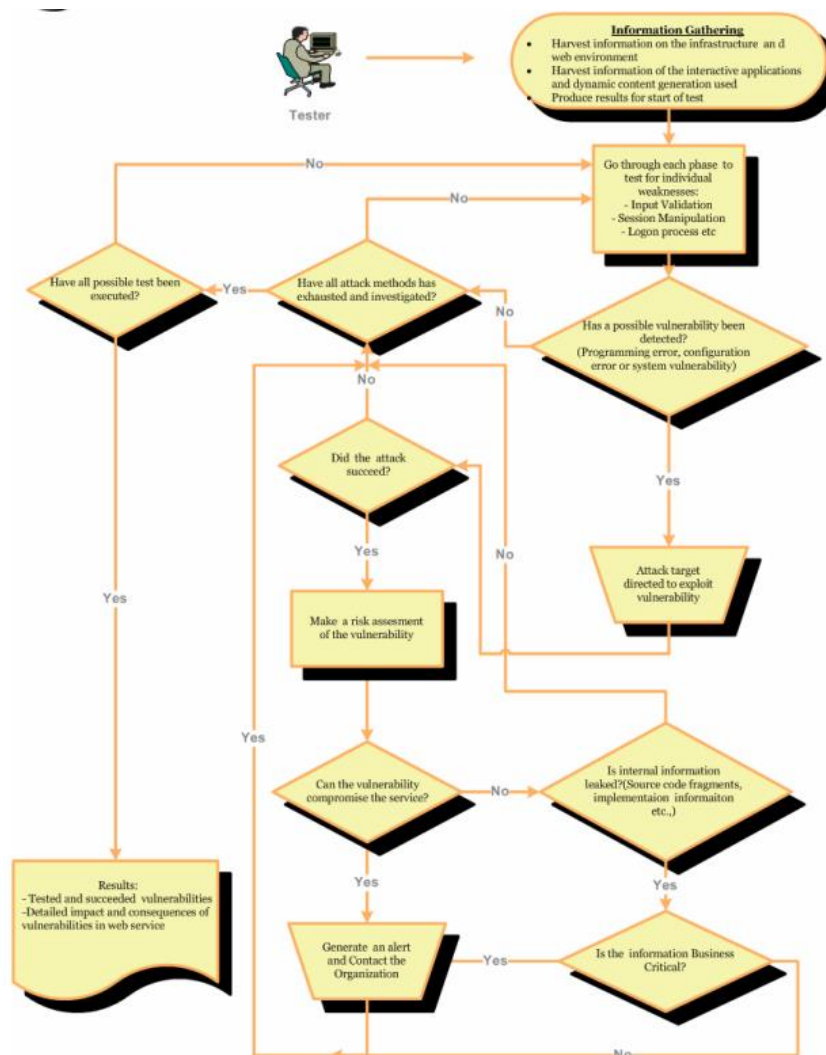 Information Gathering
• Harvest information on the infrastructure an d
web environment
• Harvest information of the interactive applications
and dynamic content generation used
• Produce results for start of test
Tester
No
Go through each phase to
test for individual
weaknesses:
- Input Validation
- Session Manipulation
- Logon process etc
No
Have all possible test been
executed?
Yes
Have all attack methods has
exhausted and investigated?
No
Has a possible vulnerability been
detected?
(Programming error, configuration
error or system vulnerability)
No
Did the attack
succeed?
Yes
No
Yes
Attack target
directed to exploit
vulnerability
Yes
Make a risk assesment
of the vulnerability
Yes
Can the vulnerability
compromise the service?
No
Is internal information
leaked?(Source code fragments,
implementaion informaiton
etc.,)
Yes
Yes
Results:
- Tested and succeeded vulnerabilities
-Detailed impact and consequences of
vulnerabilities in web service
Generate an alert
and Contact the
Organization
Yes
Is the information Business
Critical?
No